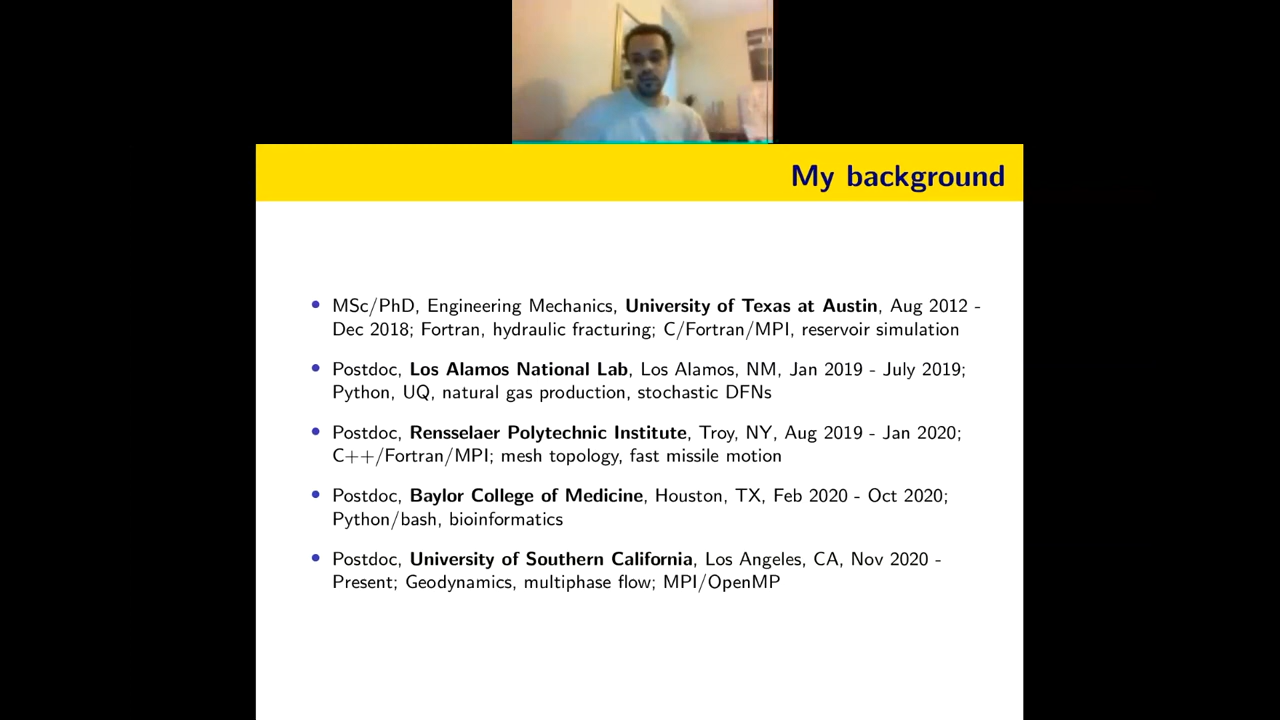 My background
• MSc/PhD, Engineering Mechanics, University of Texas at Austin, Aug 2012 -
Dec 2018; Fortran, hydraulic fracturing; C/Fortran/MPI, reservoir simulation
• Postdoc, Los Alamos National Lab, Los Alamos, NM, Jan 2019 - July 2019;
Python, UQ, natural gas production, stochastic DFNs
• Postdoc, Rensselaer Polytechnic Institute, Troy, NY, Aug 2019 - Jan 2020;
C++/Fortran/MPI; mesh topology, fast missile motion
• Postdoc, Baylor College of Medicine, Houston, TX, Feb 2020 - Oct 2020;
Python/bash, bioinformatics
• Postdoc, University of Southern California, Los Angeles, CA, Nov 2020 -
Present; Geodynamics, multiphase flow; MPI/OpenMP